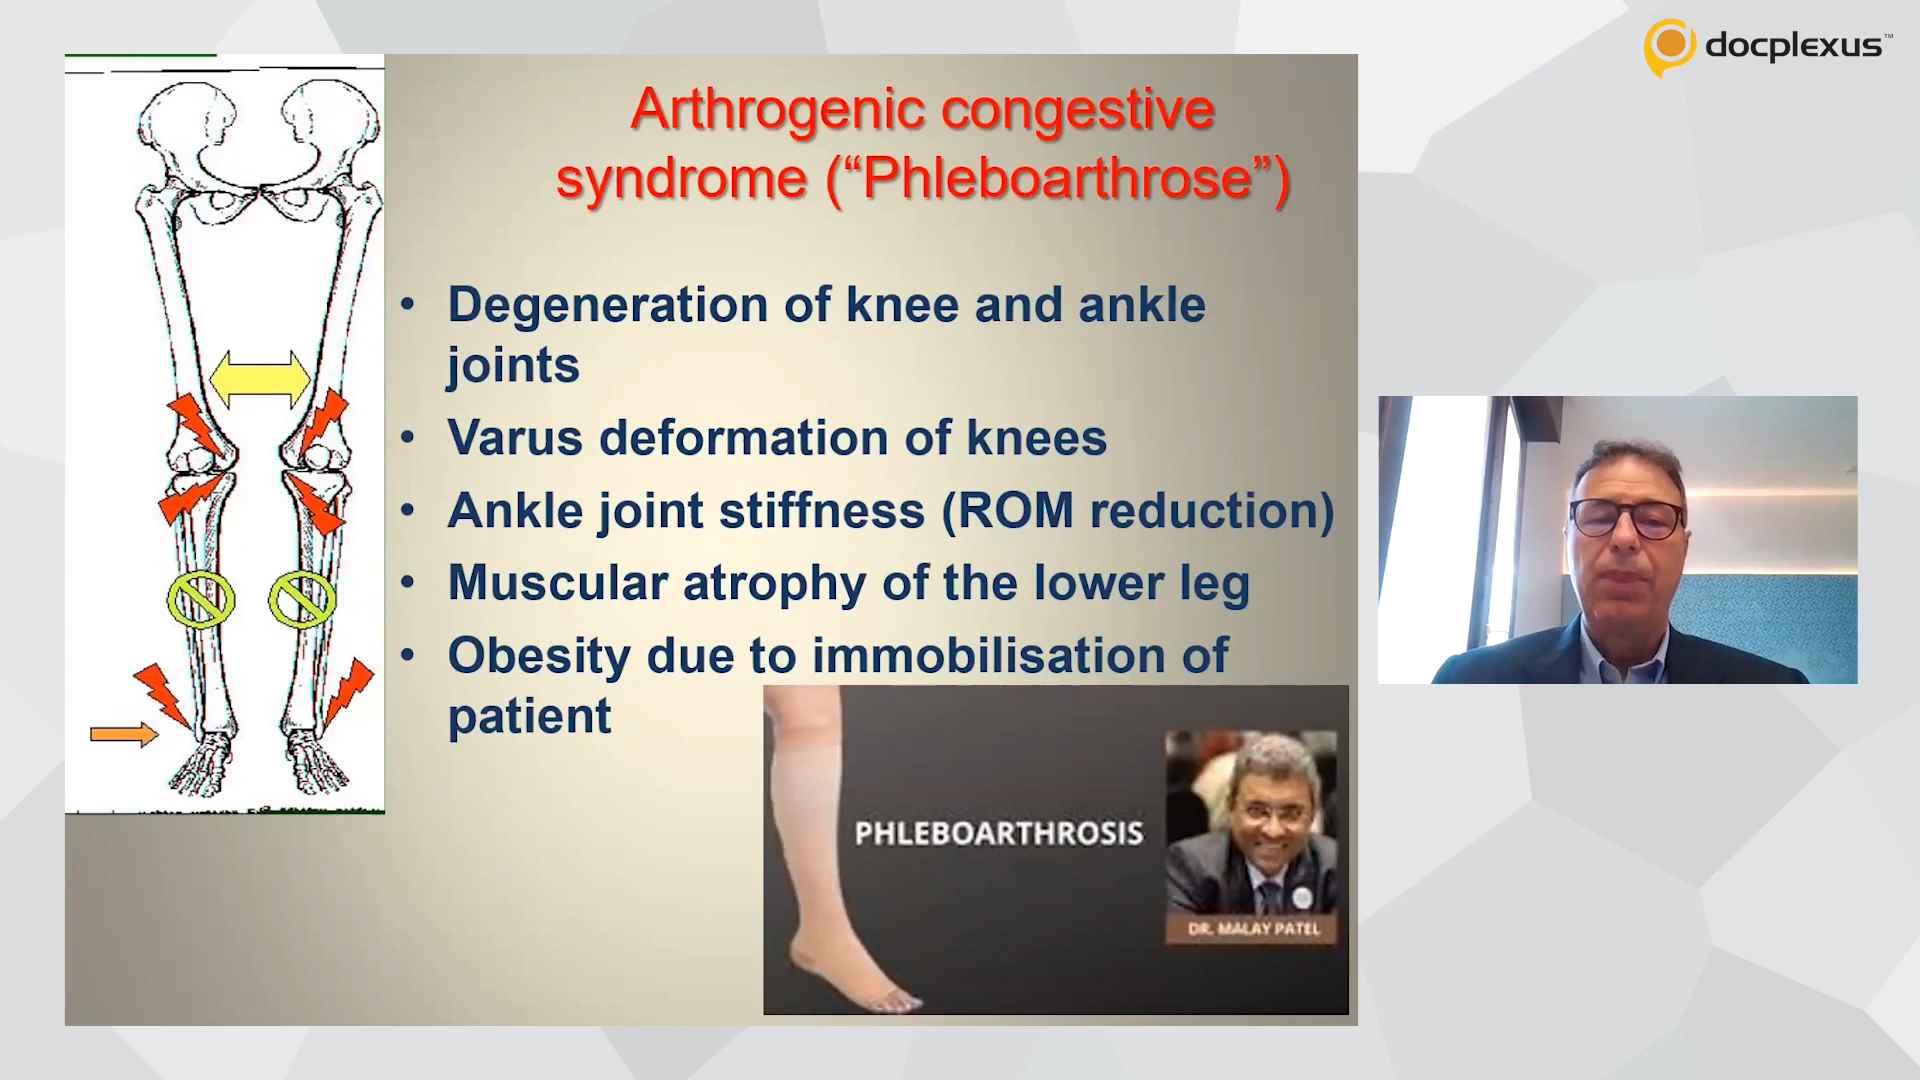 docplexus™
Arthrogenic congestive
syndrome (“Phleboarthrose”)
• Degeneration of knee and ankle
joints
• Varus deformation of knees
• Ankle joint stiffness (ROM reduction)
• Muscular atrophy of the lower leg
• Obesity due to immobilisation of
patient
PHLEBOARTHROSIS
DR. MALAY PATEL